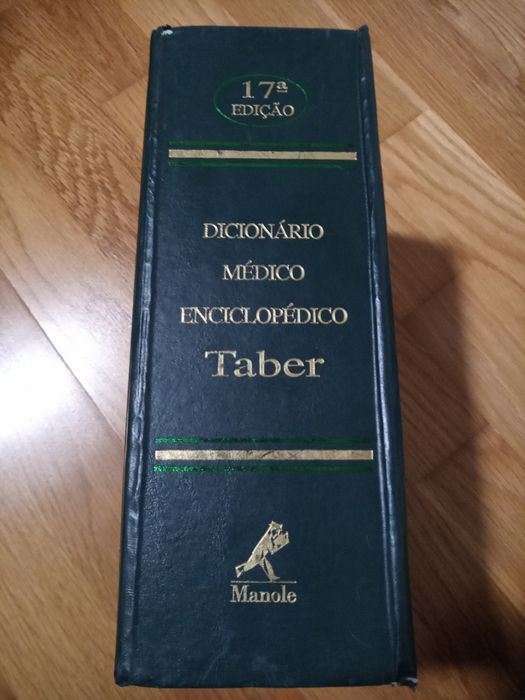 17ª
EDIÇÃO
DICIONÁRIO
MÉDICO
ENCICLOPÉDICO
Taber
Manole